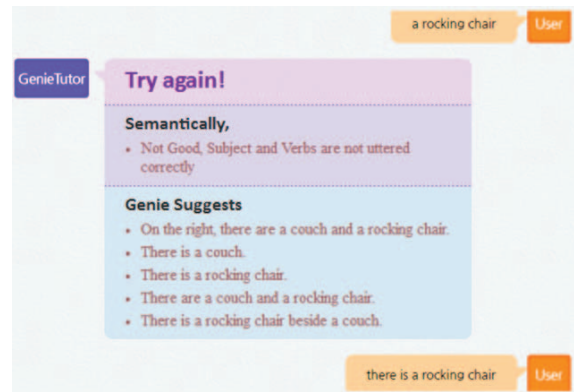 a rocking chair User
GenieTutor Try again!
Semantically,
• Not Good, Subject and Verbs are not uttered
correctly
Genie Suggests
• On the right, there are a couch and a rocking chair.
• There is a couch.
• There is a rocking chair.
• There are a couch and a rocking chair.
• There is a rocking chair beside a couch.
there is a rocking chair User